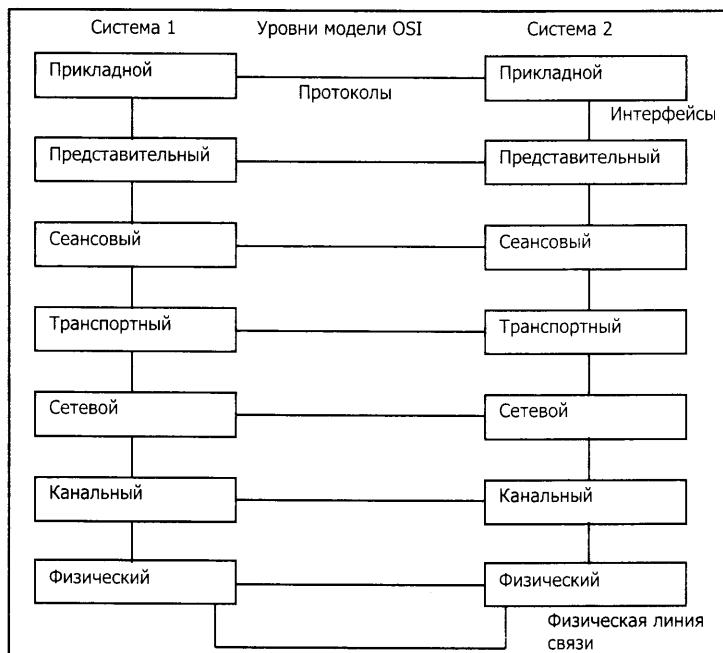 Система 1 Уровни модели OSI Система 2
Прикладной Прикладной
Протоколы
Интерфейсы
Представительный Представительный
Сеансовый Сеансовый
Транспортный Транспортный
Сетевой Сетевой
Канальный Канальный
Физический Физический
Физическая линия
связи